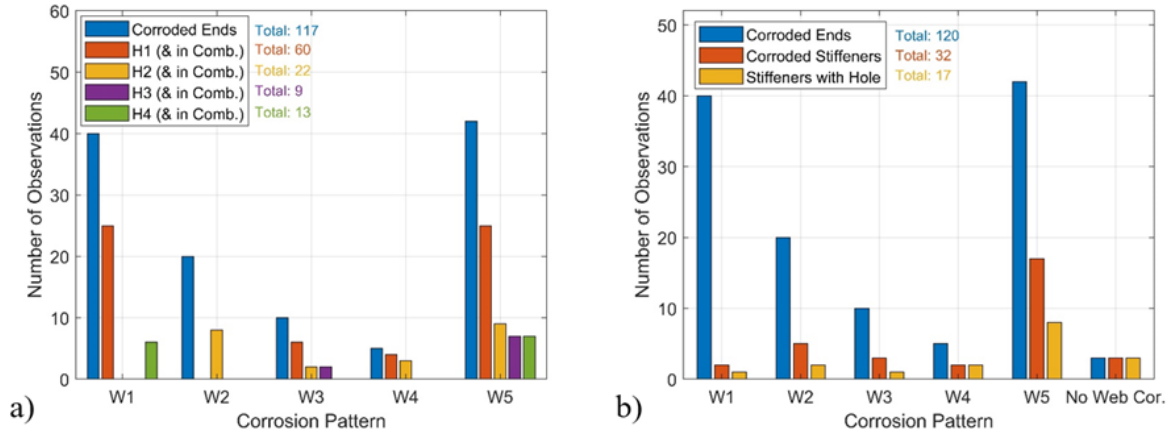 60
50
40
30
20
10
0
Number of Observations
Corroded Ends Total: 117
H1 (& in Comb.) Total: 60
H2 (& in Comb.) Total: 22
H3 (& in Comb.) Total: 9
H4 (& in Comb.) Total: 13
W1 W2 W3 W4 W5
Corrosion Pattern
a)
50
40
30
20
10
0
Number of Observations
Corroded Ends Total: 120
Corroded Stiffeners Total: 32
Stiffeners with Hole Total: 17
W1 W2 W3 W4 W5 No Web Cor.
Corrosion Pattern
b)